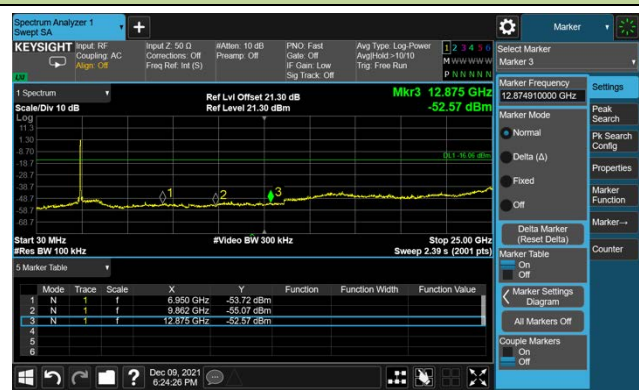 Spectrum Analyzer 1
Swept SA
Marker
KEYSIGHT
Input: RF
Coupling: AC
Align: Off
Input Z: 50 Ω
Corrections: Off
Freq Ref: Int (S)
#Atten: 10 dB
Preamp: Off
PNO: Fast
Gate: Off
IF Gain: Low
Sig Track: Off
Avg Type: Log-Power
Avg|Hold:>10/10
Trig: Free Run
1 2 3 4 5 6
M W W W W W
P N N N N N
Select Marker
Marker 3
1 Spectrum
Scale/Div 10 dB
Ref Lvl Offset 21.30 dB
Ref Level 21.30 dBm
Mkr3 12.875 GHz
-52.57 dBm
Log
11.3
1.30
-8.70
-18.7
-28.7
-38.7
-48.7
-58.7
-68.7
DL1 -16.06 dBm
1
2
3
Start 30 MHz
#Res BW 100 kHz
#Video BW 300 kHz
Stop 25.00 GHz
Sweep 2.39 s (2001 pts)
5 Marker Table
Mode Trace Scale X Y Function Function Width Function Value
1 N 1 f 6.950 GHz -53.72 dBm
2 N 1 f 9.862 GHz -55.07 dBm
3 N 1 f 12.875 GHz -52.57 dBm
4
5
6
Marker Frequency
12.874910000 GHz
Marker Mode
Normal
Delta (Δ)
Fixed
Off
Delta Marker
(Reset Delta)
Marker Table
On
Off
Marker Settings
Diagram
All Markers Off
Couple Markers
On
Off
Settings
Peak
Search
Pk Search
Config
Properties
Marker
Function
Marker→
Counter
?
Dec 09, 2021
6:24:26 PM